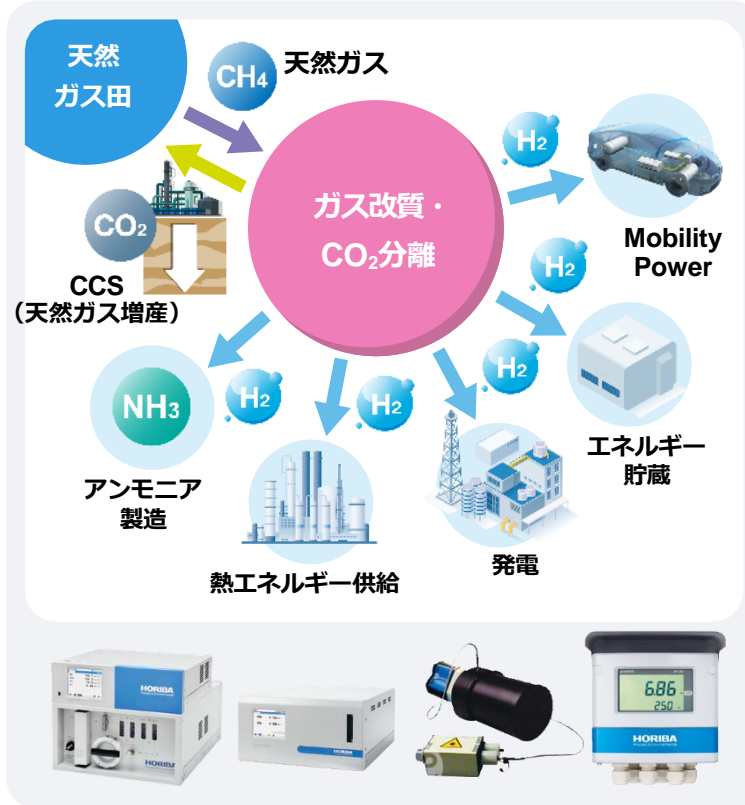 天然
ガス田
CH4
天然ガス
ガス改質・
CO2分離
H2
Mobility
Power
CO2
CCS
（天然ガス増産）
H2
エネルギー
貯蔵
H2
NH3
アンモニア
製造
H2
H2
熱エネルギー供給
発電
HORIBA
HORIBA
HORIBA
6.86
25.0
HORIBA